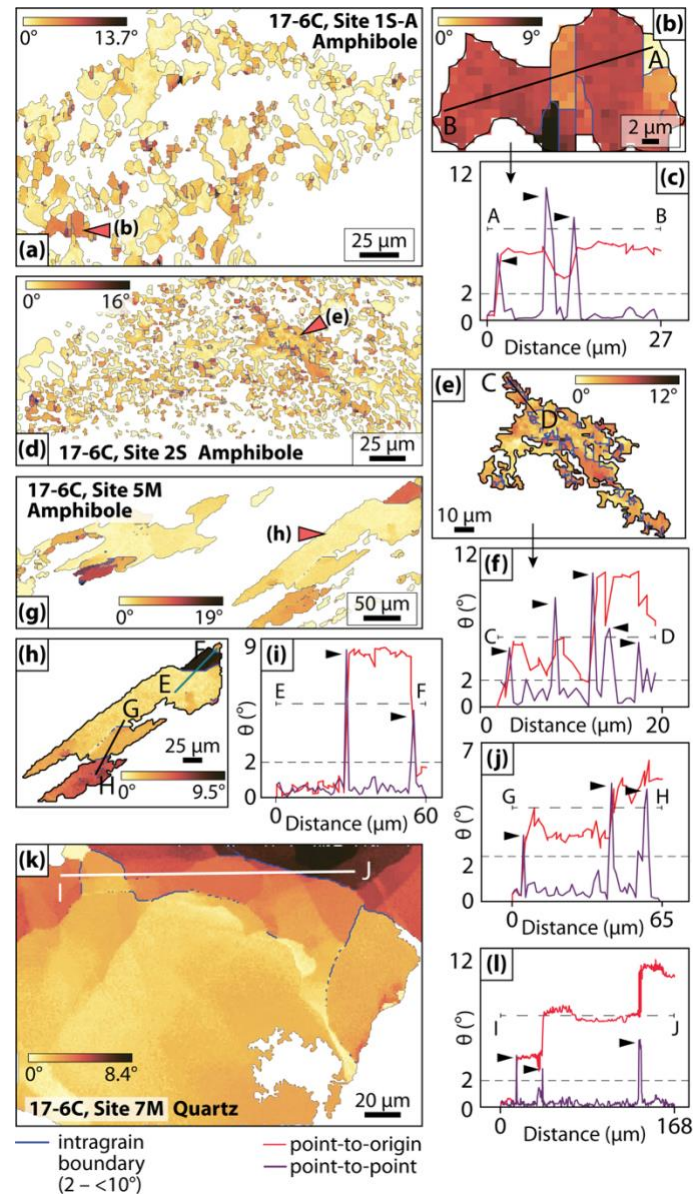 17-6C, Site 1S-A
Amphibole
0° 13.7°
(b)
(a)
25 µm
(b)
0° 9°
A
B
2 µm
12
(c)
A B
2
0
0 27
Distance (µm)
0° 16°
(e)
(d)
25 µm
17-6C, Site 2S Amphibole
(e)
C
D
0° 12°
10 µm
17-6C, Site 5M
Amphibole
(h)
(g)
0° 19°
50 µm
12
(f)
θ (°)
C D
2
0
0 20
Distance (µm)
(h)
F
E
G
H
25 µm
0° 9.5°
9
(i)
θ (°)
E F
2
0
0 60
Distance (µm)
7
(j)
θ (°)
G H
2
0
0 65
Distance (µm)
(k)
I J
0° 8.4°
17-6C, Site 7M Quartz
20 µm
12
(l)
θ (°)
I J
2
0
0 168
Distance (µm)
intragrain
boundary
(2 – <10°)
point-to-origin
point-to-point